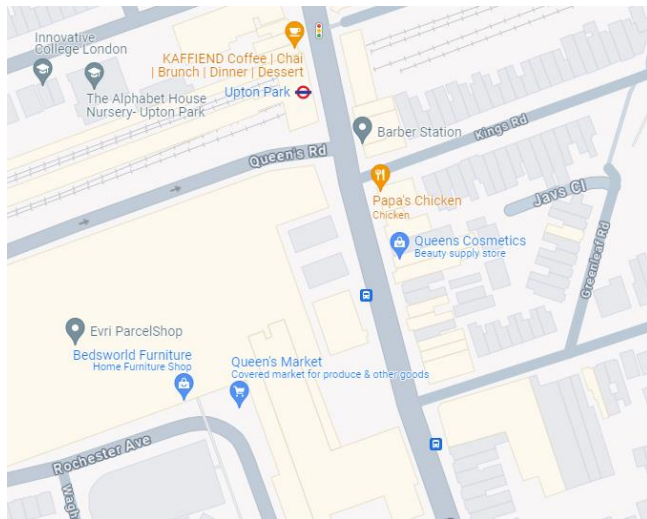 Innovative
College London
KAFFIEND Coffee | Chai
| Brunch | Dinner | Dessert
The Alphabet House
Nursery- Upton Park
Upton Park
Barber Station
Kings Rd
Queen's Rd
Papa's Chicken
Chicken
Javs Cl
Queens Cosmetics
Beauty supply store
Greenleaf Rd
Evri ParcelShop
Bedsworld Furniture
Home Furniture Shop
Queen's Market
Covered market for produce & other goods
Rochester Ave